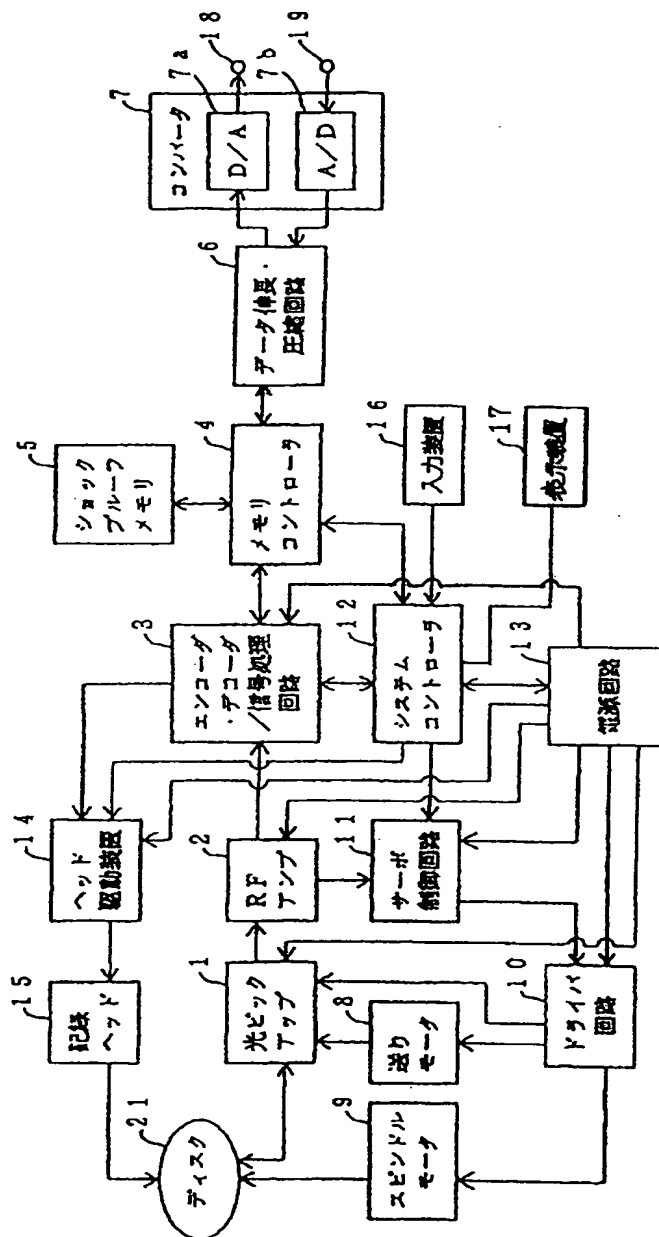 15
記録
ヘッド
14
ヘッド
駆動装置
3
エンコーダ
・デコーダ
／信号処理
回路
5
ショック
プルーフ
メモリ
4
メモリ
コントローラ
6
データ伸長・
圧縮回路
7
コンバータ
7a
D/A
18
7b
A/D
19
21
ディスク
1
光ピック
アップ
2
RF
アンプ
12
システム
コントローラ
16
入力装置
17
表示装置
8
送り
モータ
11
サーボ
制御回路
9
スピンドル
モータ
10
ドライバ
回路
13
電源回路